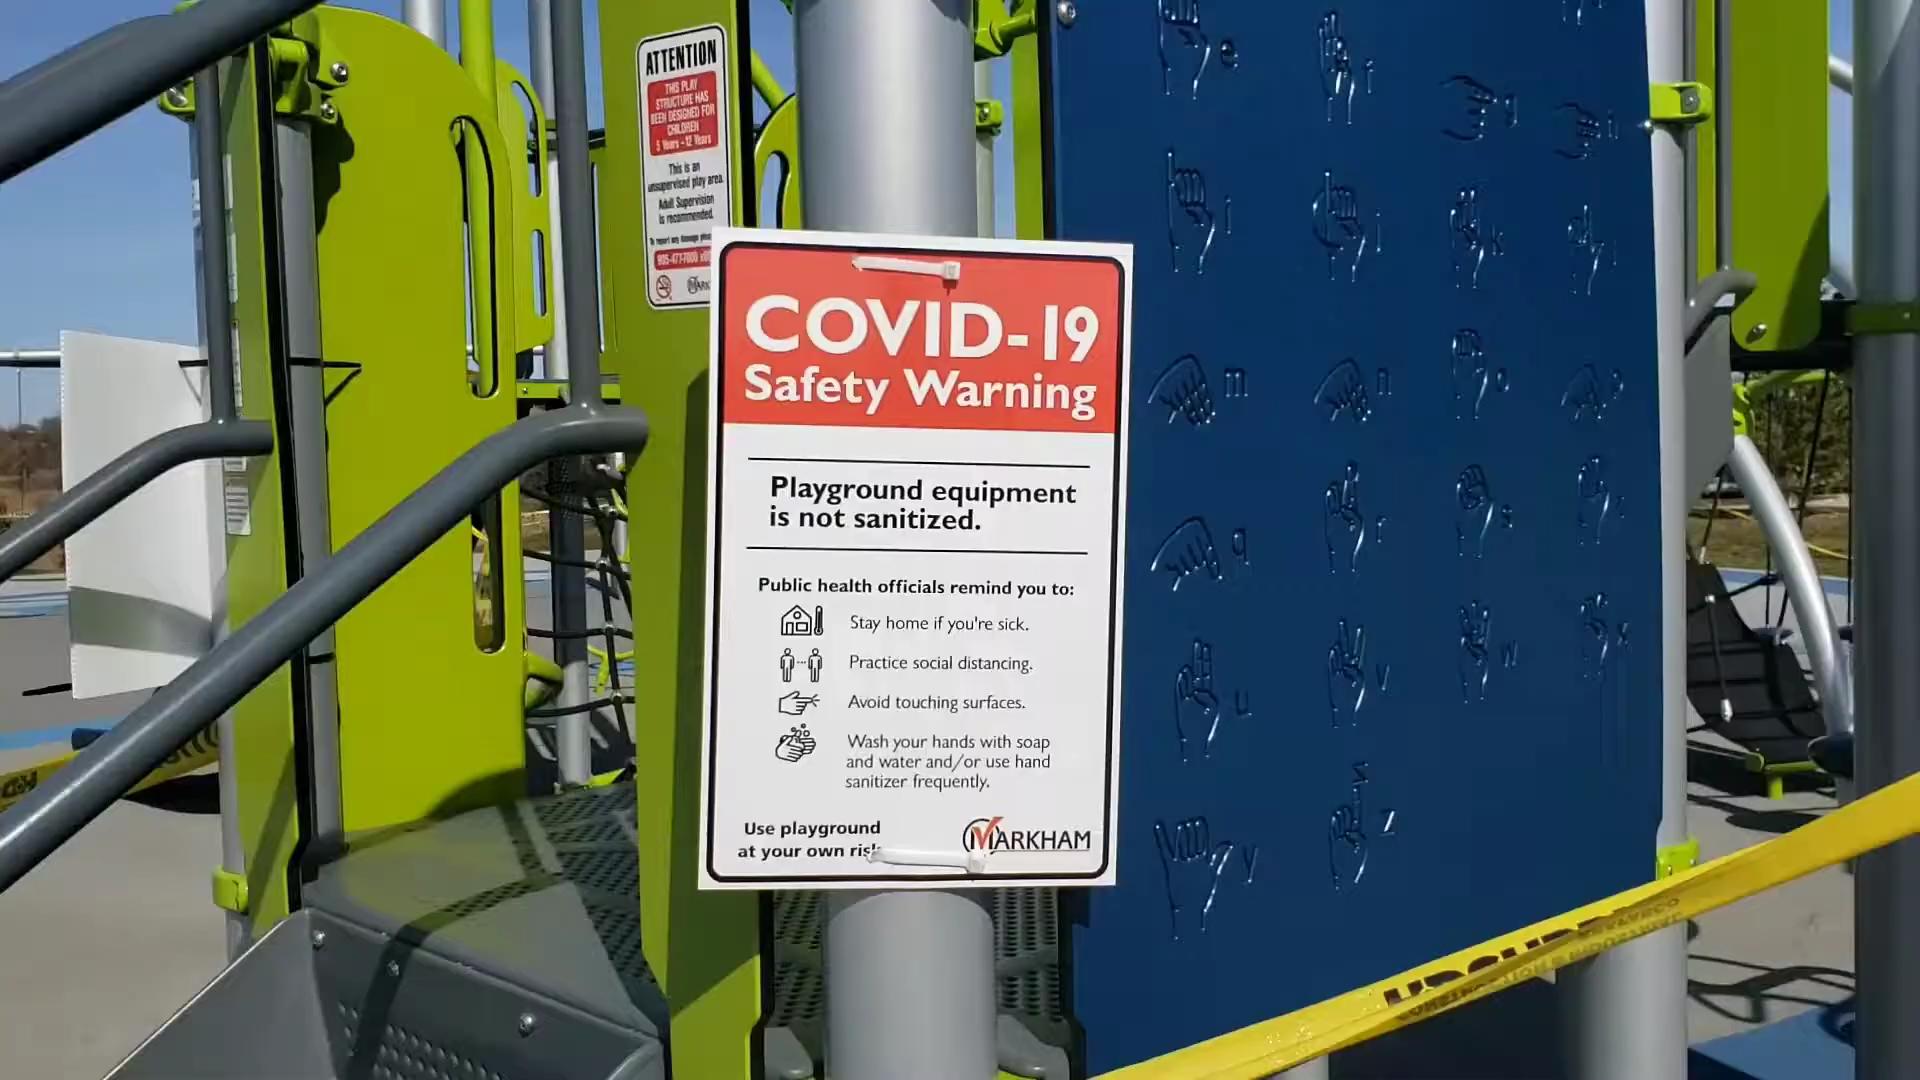 ATTENTION
THIS PLAY
STRUCTURE HAS
BEEN DESIGNED FOR
CHILDREN
5 Years - 12 Years
This is an
unsupervised play area.
Adult Supervision
is recommended.
To report any damage
905-477-7000
COVID-19
Safety Warning
Playground equipment
is not sanitized.
Public health officials remind you to:
Stay home if you're sick.
Practice social distancing.
Avoid touching surfaces.
Wash your hands with soap
and water and/or use hand
sanitizer frequently.
Use playground
at your own risk
MARKHAM
e f
i j k l
m n o p
q r s t
u v w x
y z